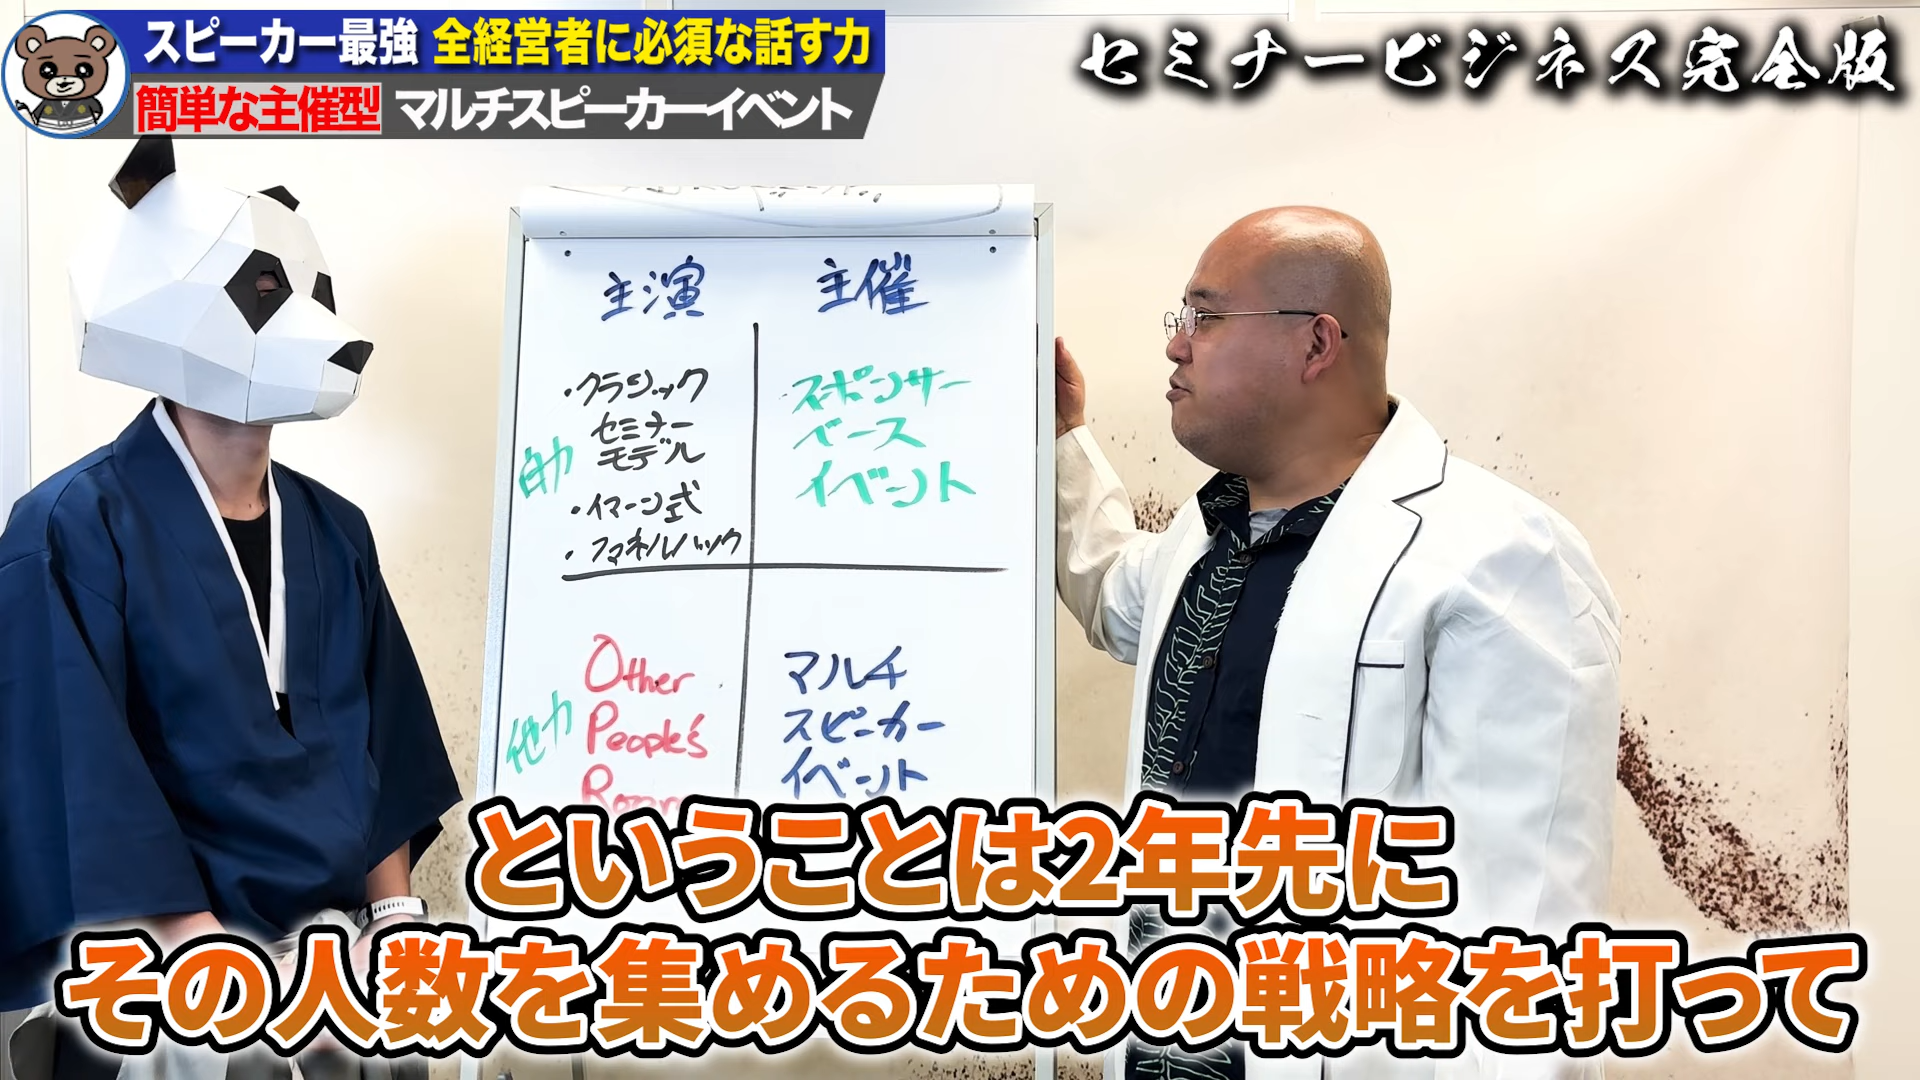 スピーカー最強 全経営者に必須な話す力
簡単な主催型 マルチスピーカーイベント
セミナービジネス完全版
主演
主催
・クラシック
セミナー
モデル
・イマーン式
・ファネルハック
自力
スポンサー
ベース
イベント
他力
Other
People's
マルチ
スピーカー
イベント
ということは2年先に
その人数を集めるための戦略を打って